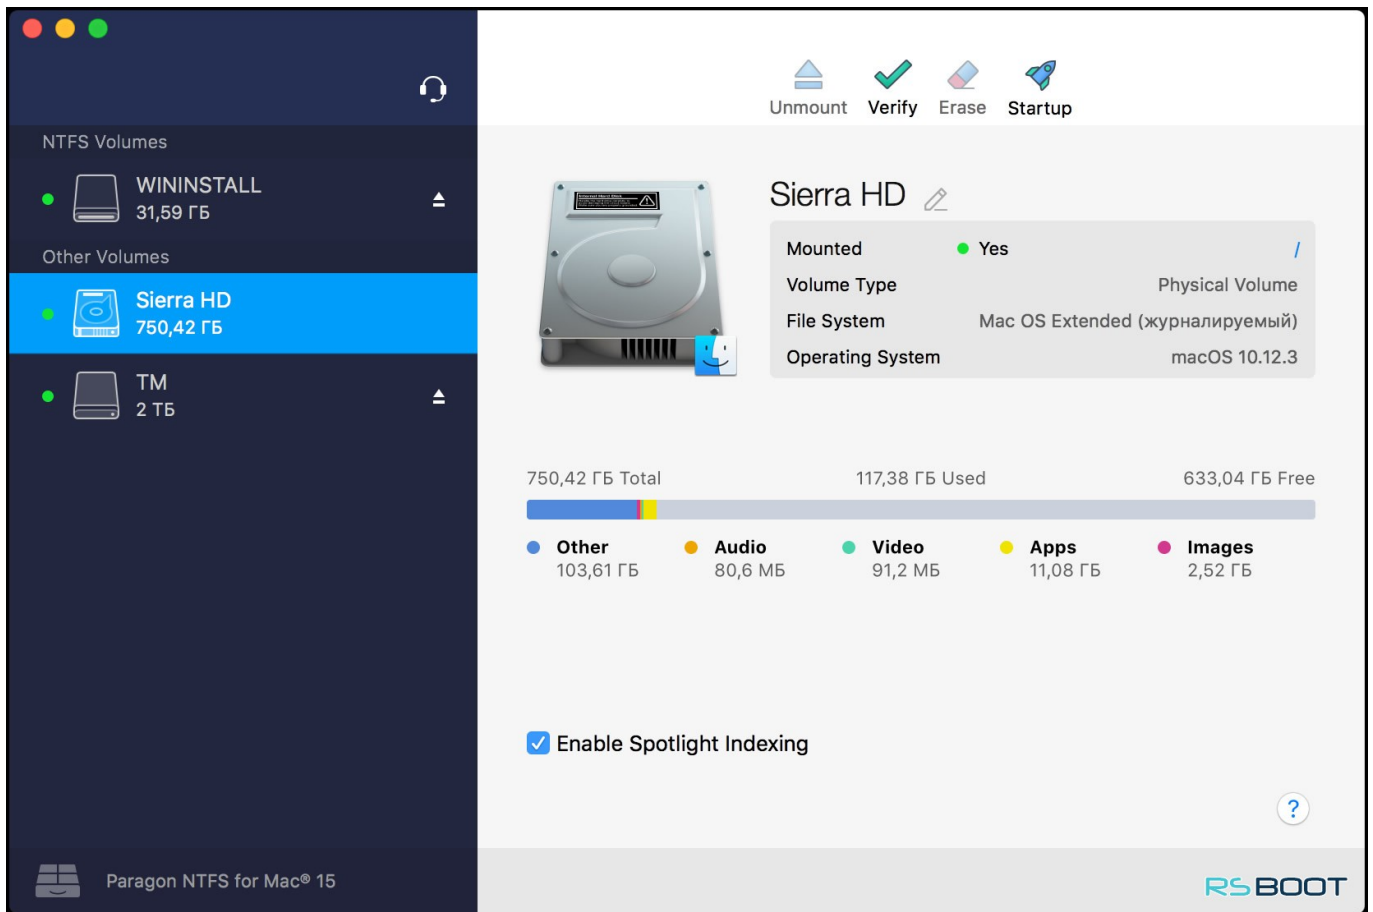 Unmount Verify Erase Startup
NTFS Volumes
WININSTALL
31,59 ГБ
Other Volumes
Sierra HD
750,42 ГБ
TM
2 ТБ
Paragon NTFS for Mac® 15
Sierra HD
Mounted Yes /
Volume Type Physical Volume
File System Mac OS Extended (журналируемый)
Operating System macOS 10.12.3
750,42 ГБ Total 117,38 ГБ Used 633,04 ГБ Free
Other Audio Video Apps Images
103,61 ГБ 80,6 МБ 91,2 МБ 11,08 ГБ 2,52 ГБ
Enable Spotlight Indexing
?
RSBOOT